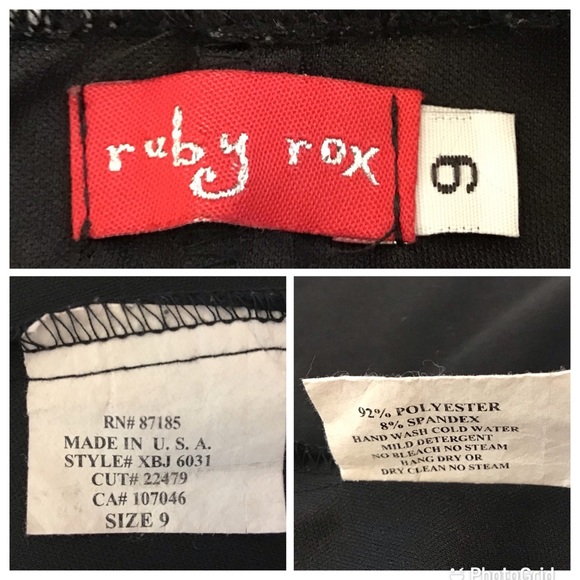 ruby rox
9
RN# 87185
MADE IN U. S. A.
STYLE# XBJ 6031
CUT# 22479
CA# 107046
SIZE 9
92% POLYESTER
8% SPANDEX
HAND WASH COLD WATER
MILD DETERGENT
NO BLEACH NO STEAM
HANG DRY OR
DRY CLEAN NO STEAM
PhotoGrid